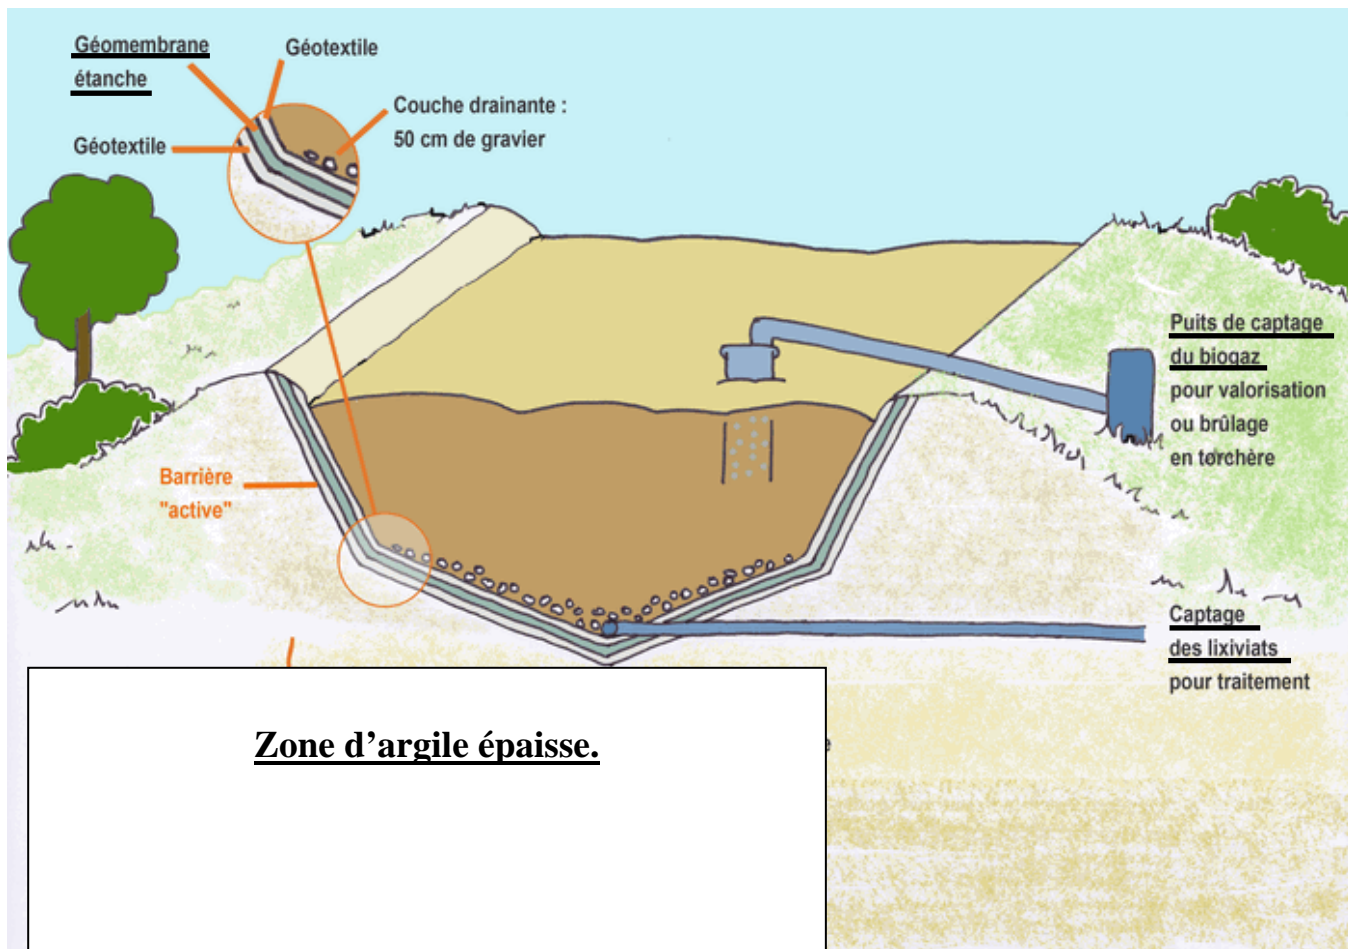 Géomembrane
étanche
Géotextile
Géotextile
Couche drainante :
50 cm de gravier
Puits de captage
du biogaz
pour valorisation
ou brûlage
en torchère
Barrière
"active"
Captage
des lixiviats
pour traitement
Zone d’argile épaisse.